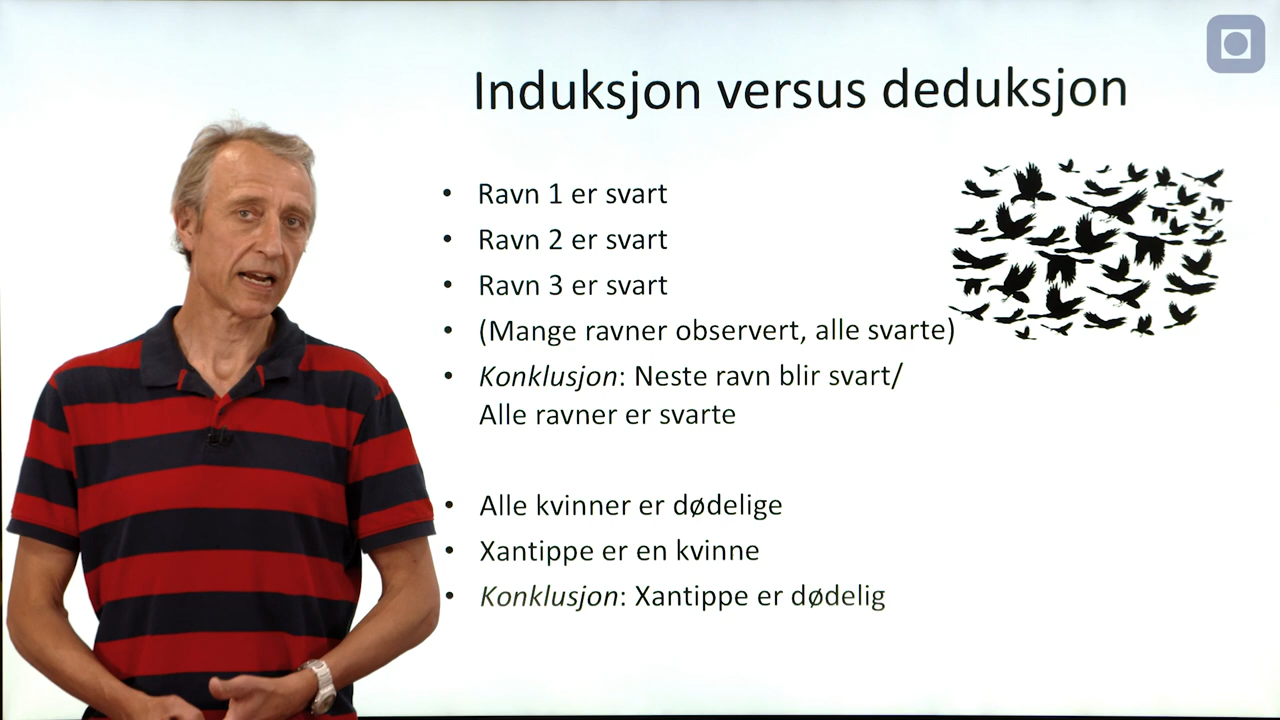 Induksjon versus deduksjon
• Ravn 1 er svart
• Ravn 2 er svart
• Ravn 3 er svart
• (Mange ravner observert, alle svarte)
• Konklusjon: Neste ravn blir svart/
Alle ravner er svarte
• Alle kvinner er dødelige
• Xantippe er en kvinne
• Konklusjon: Xantippe er dødelig